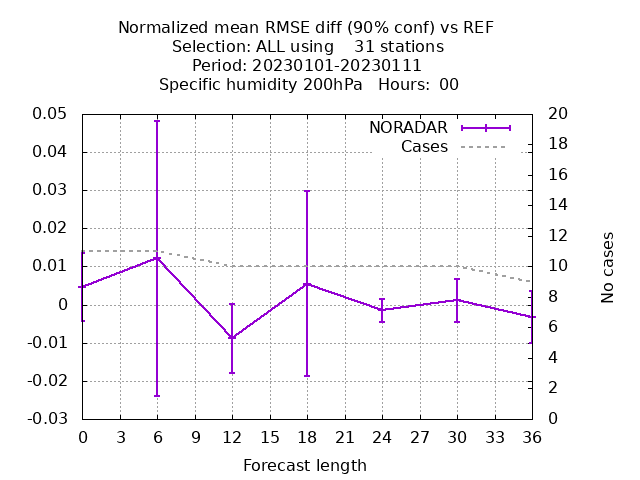 Normalized mean RMSE diff (90% conf) vs REF
Selection: ALL using    31 stations
Period: 20230101-20230111
Specific humidity 200hPa   Hours:  00
NORADAR
Cases
0.05
0.04
0.03
0.02
0.01
0
-0.01
-0.02
-0.03
20
18
16
14
12
10
8
6
4
2
0
No cases
0 3 6 9 12 15 18 21 24 27 30 33 36
Forecast length